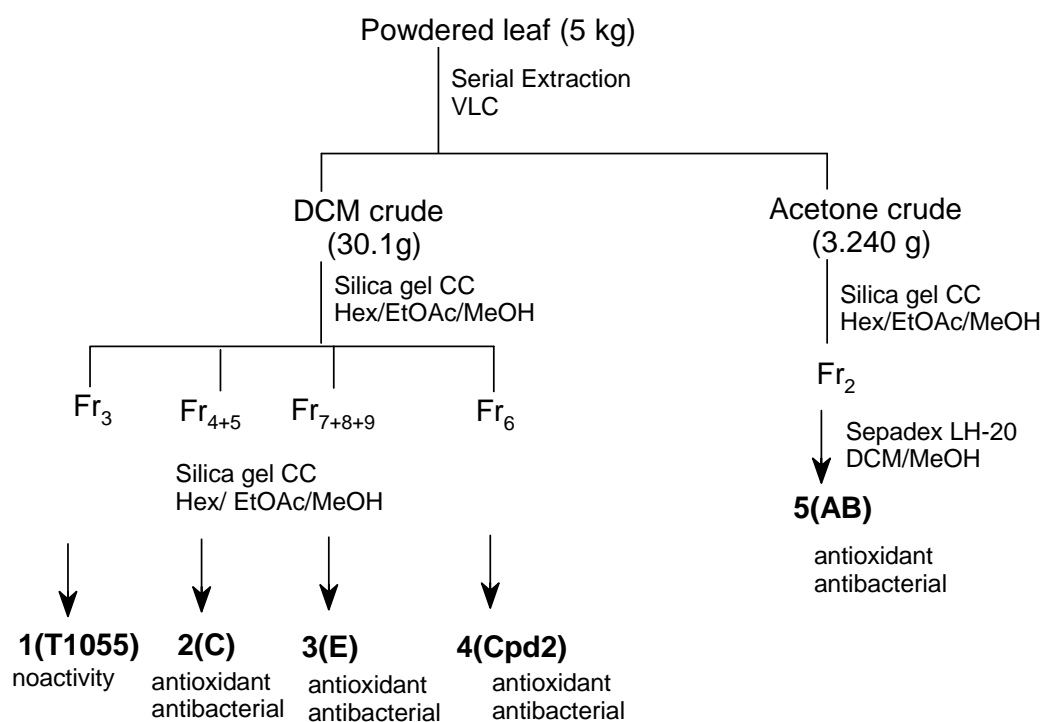 Powdered leaf (5 kg)
Serial Extraction
VLC
DCM crude
(30.1g)
Acetone crude
(3.240 g)
Silica gel CC
Hex/EtOAc/MeOH
Silica gel CC
Hex/EtOAc/MeOH
Fr3
Fr4+5
Fr7+8+9
Fr6
Fr2
Sepadex LH-20
DCM/MeOH
Silica gel CC
Hex/ EtOAc/MeOH
5(AB)
antioxidant
antibacterial
1(T1055)
noactivity
2(C)
antioxidant
antibacterial
3(E)
antioxidant
antibacterial
4(Cpd2)
antioxidant
antibacterial